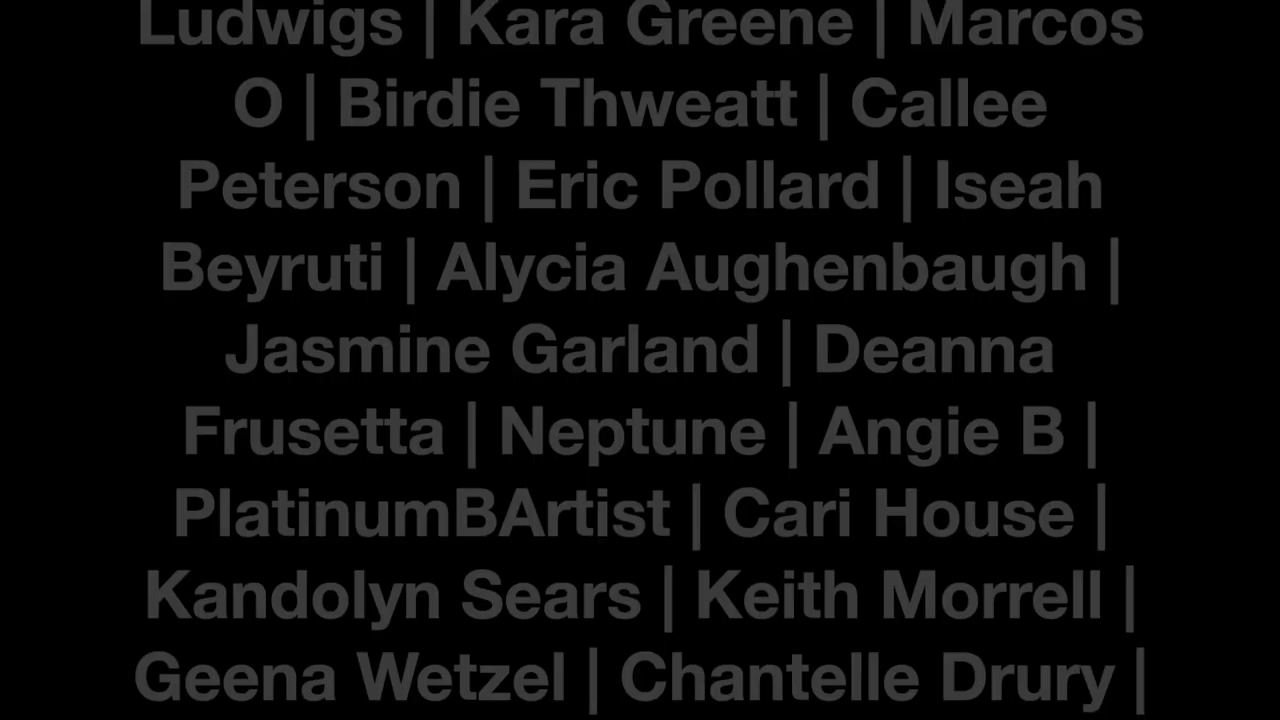 Ludwigs | Kara Greene | Marcos
O | Birdie Thweatt | Callee
Peterson | Eric Pollard | Iseah
Beyruti | Alycia Aughenbaugh |
Jasmine Garland | Deanna
Frusetta | Neptune | Angie B |
PlatinumBArtist | Cari House |
Kandolyn Sears | Keith Morrell |
Geena Wetzel | Chantelle Drury |